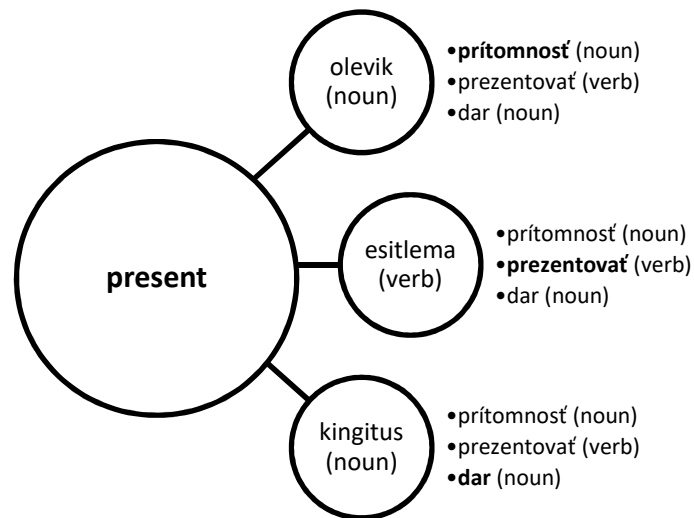 present
olevik
(noun)
•prítomnosť (noun)
•prezentovať (verb)
•dar (noun)
esitlema
(verb)
•prítomnosť (noun)
•prezentovať (verb)
•dar (noun)
kingitus
(noun)
•prítomnosť (noun)
•prezentovať (verb)
•dar (noun)